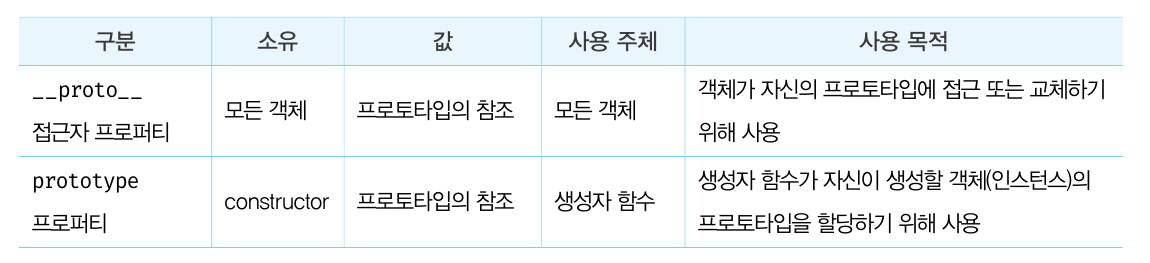 구분 소유 값 사용 주체 사용 목적
__proto__
접근자 프로퍼티
모든 객체
프로토타입의 참조
모든 객체
객체가 자신의 프로토타입에 접근 또는 교체하기
위해 사용
prototype
프로퍼티
constructor
프로토타입의 참조
생성자 함수
생성자 함수가 자신이 생성할 객체(인스턴스)의
프로토타입을 할당하기 위해 사용